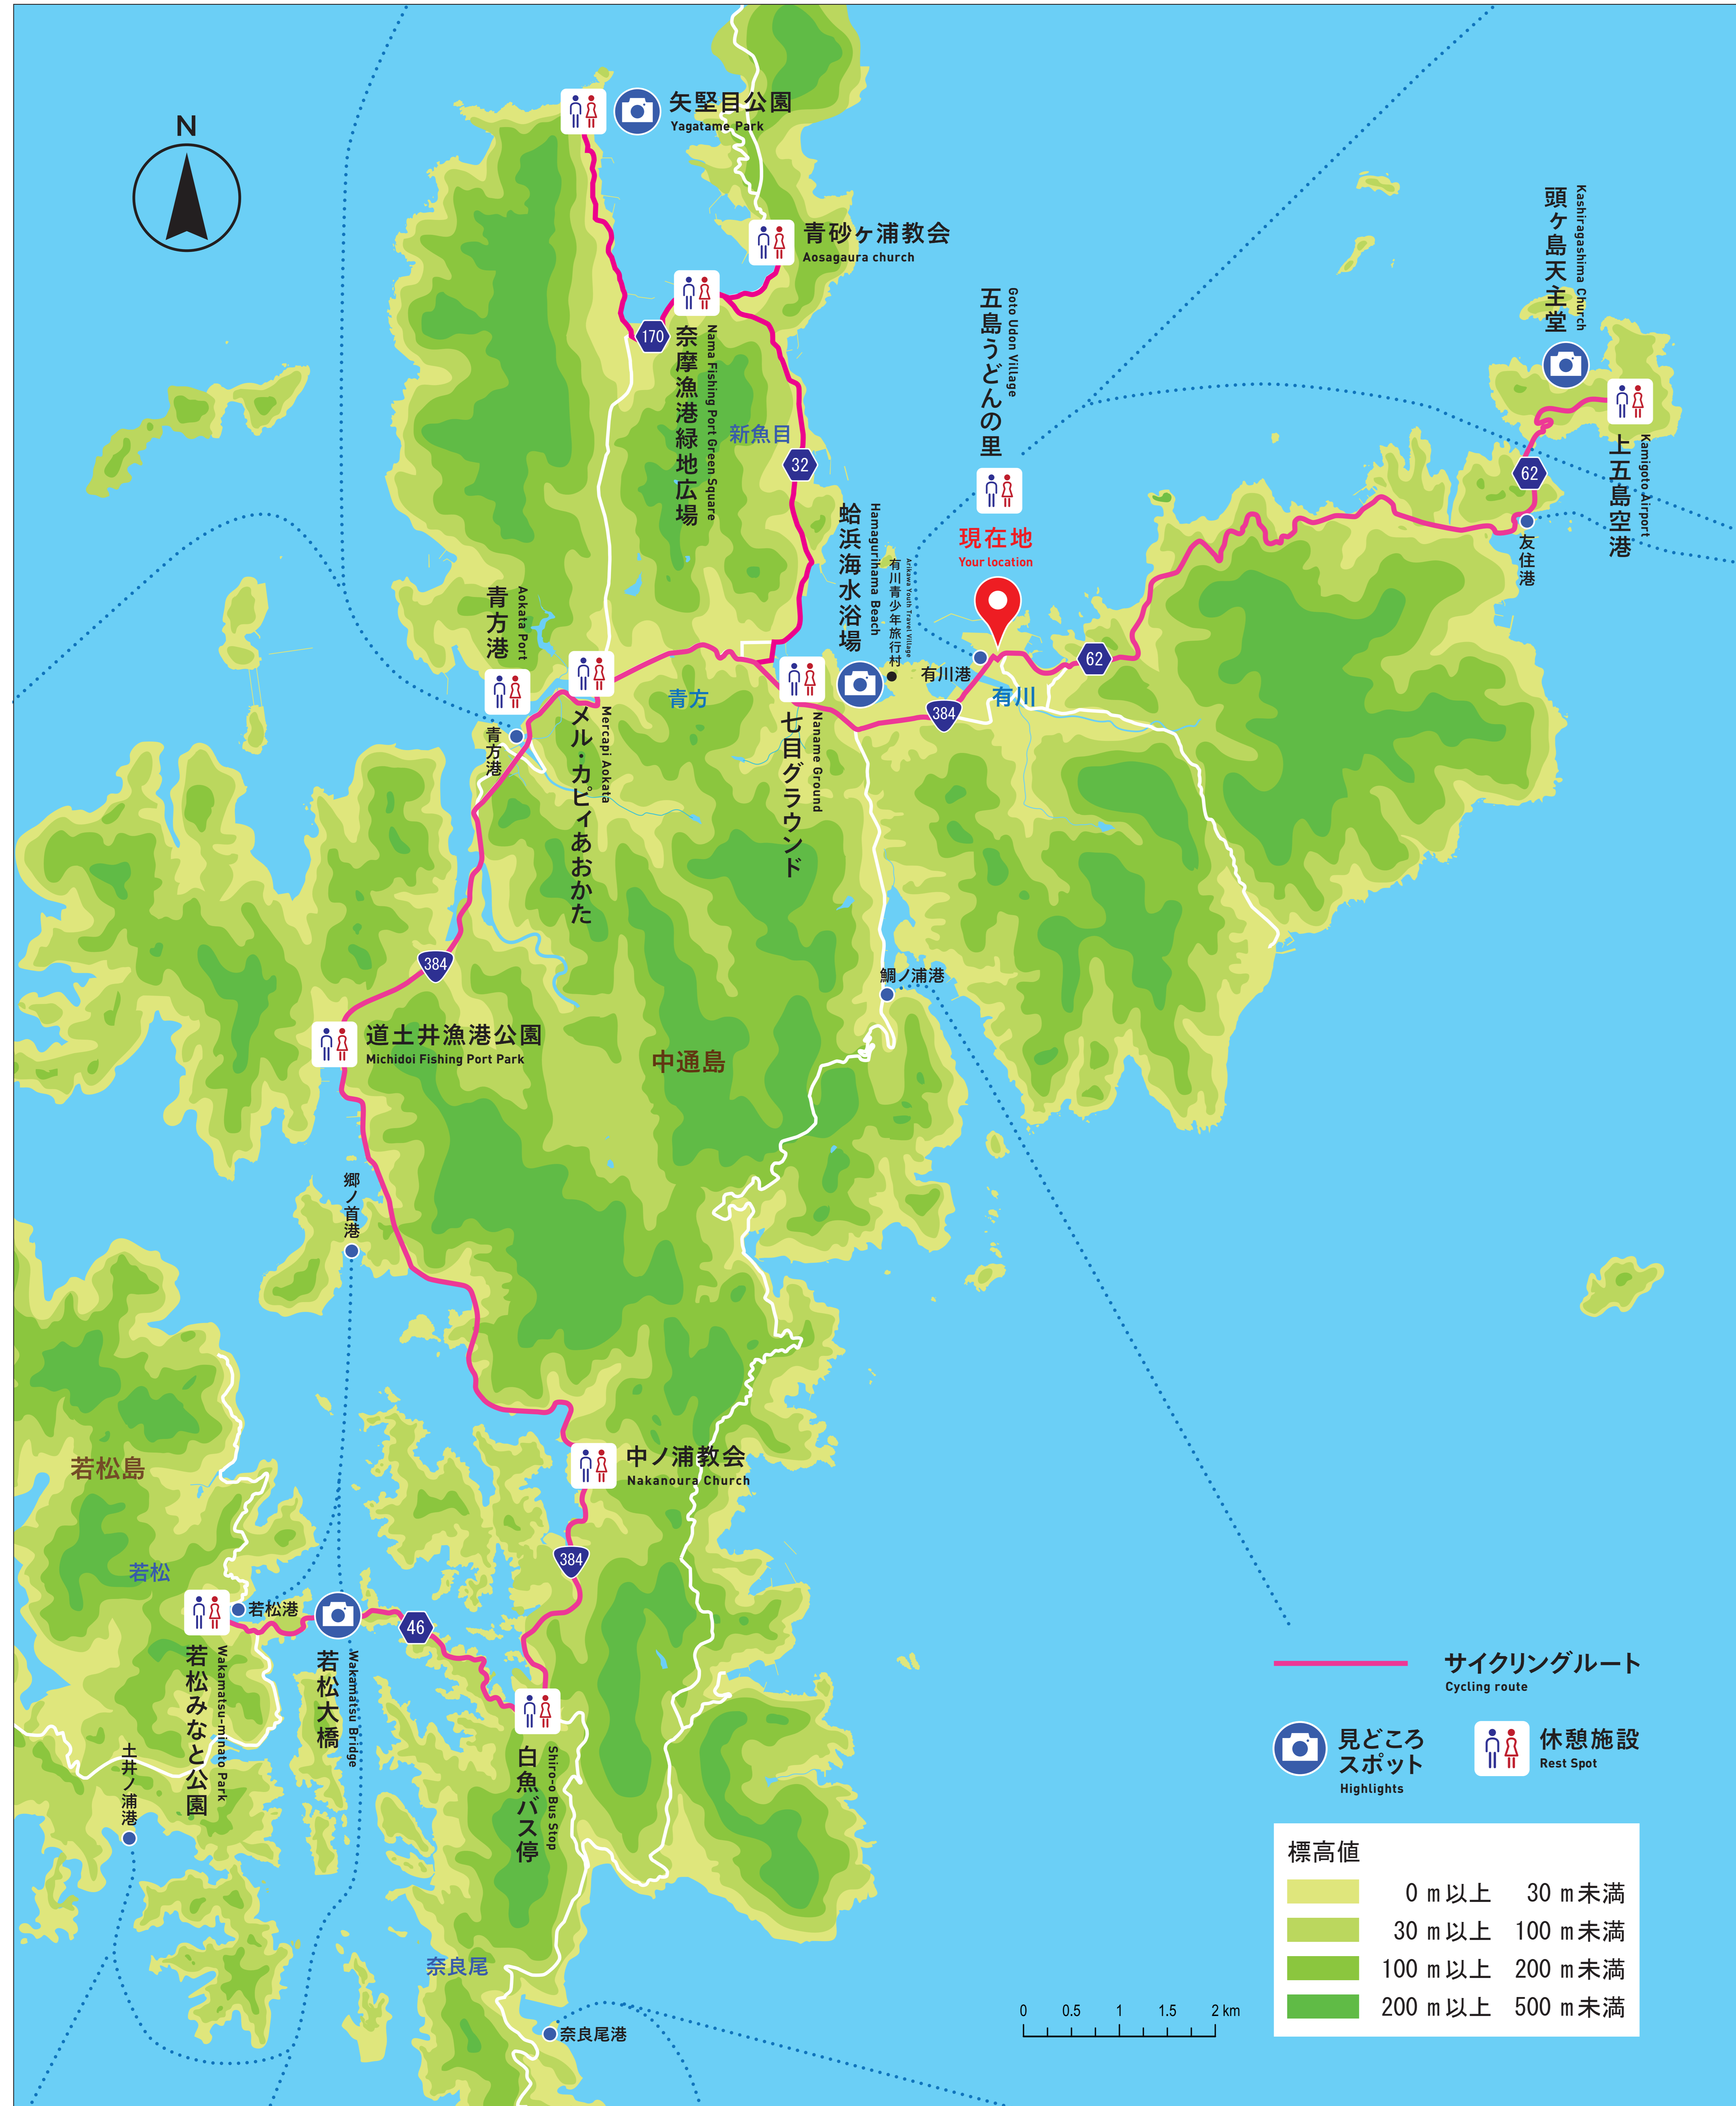 N
矢堅目公園
Yagatame Park
青砂ヶ浦教会
Aosagaura church
170
奈摩漁港緑地広場
Nama Fishing Port Green Square
新魚目
32
五島うどんの里
Goto Udon Village
現在地
Your location
頭ヶ島天主堂
Kashiragashima Church
上五島空港
Kamigoto Airport
62
友住港
蛤浜海水浴場
Hamagurihama Beach
有川青少年旅行村
Arikawa Youth Travel Village
有川港
有川
62
384
青方港
Aokata Port
青方港
メル・カピィあおかた
Mercapi Aokata
青方
七目グラウンド
Naname Ground
384
鯛ノ浦港
道土井漁港公園
Michidoi Fishing Port Park
中通島
郷ノ首港
中ノ浦教会
Nakanoura Church
384
若松島
若松
若松港
若松みなと公園
Wakamatsu-minato Park
若松大橋
Wakamatsu Bridge
46
白魚バス停
Shiro-o Bus Stop
土井ノ浦港
奈良尾
奈良尾港
サイクリングルート
Cycling route
見どころ
スポット
Highlights
休憩施設
Rest Spot
標高値
0 m以上 30 m未満
30 m以上 100 m未満
100 m以上 200 m未満
200 m以上 500 m未満
0 0.5 1 1.5 2 km